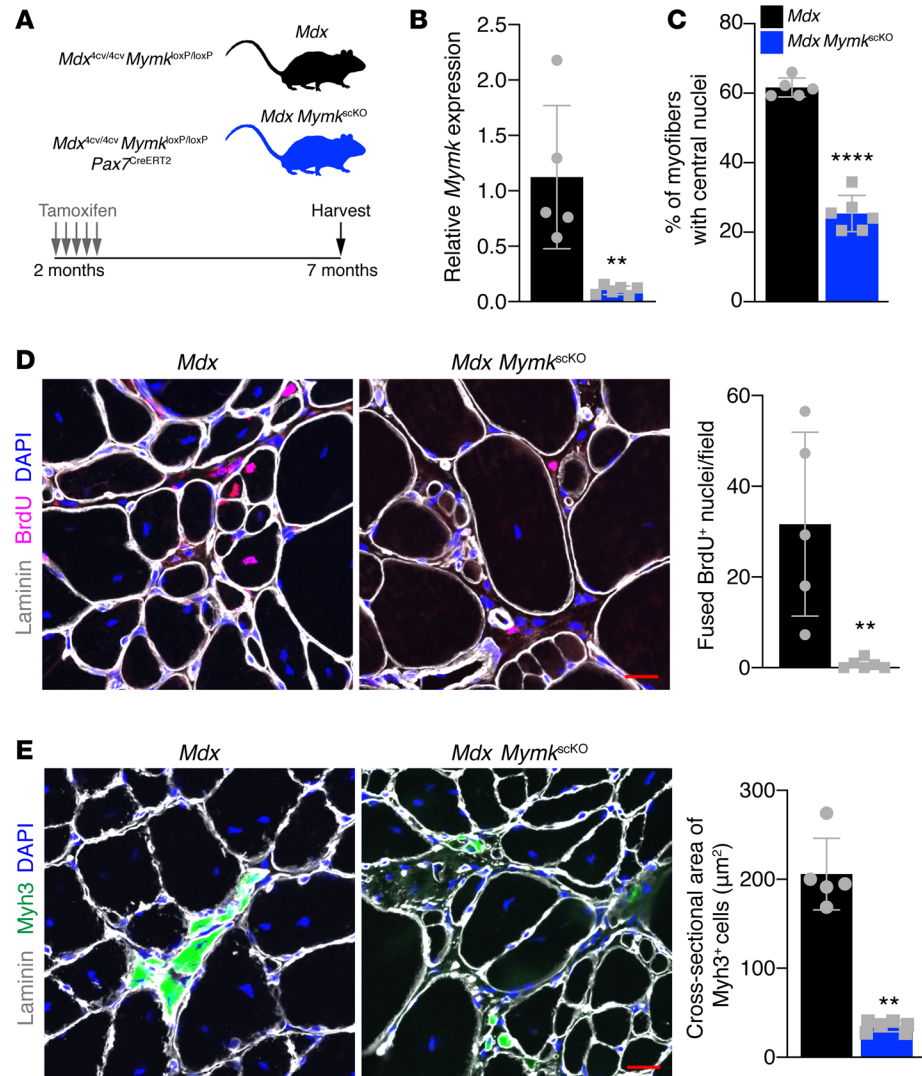 A
Mdx
Mdx4cv/4cv MymkloxP/loxP
Mdx MymkscKO
Mdx4cv/4cv MymkloxP/loxP
Pax7CreERT2
Tamoxifen
Harvest
2 months
7 months
B
Relative Mymk expression
2.5
2.0
1.5
1.0
0.5
0.0
**
C
Mdx
Mdx MymkscKO
% of myofibers
with central nuclei
80
60
40
20
0
****
D
Mdx
Mdx MymkscKO
Laminin BrdU DAPI
Fused BrdU+ nuclei/field
60
40
20
0
**
E
Mdx
Mdx MymkscKO
Laminin Myh3 DAPI
Cross-sectional area of
Myh3+ cells (μm2)
300
200
100
0
**